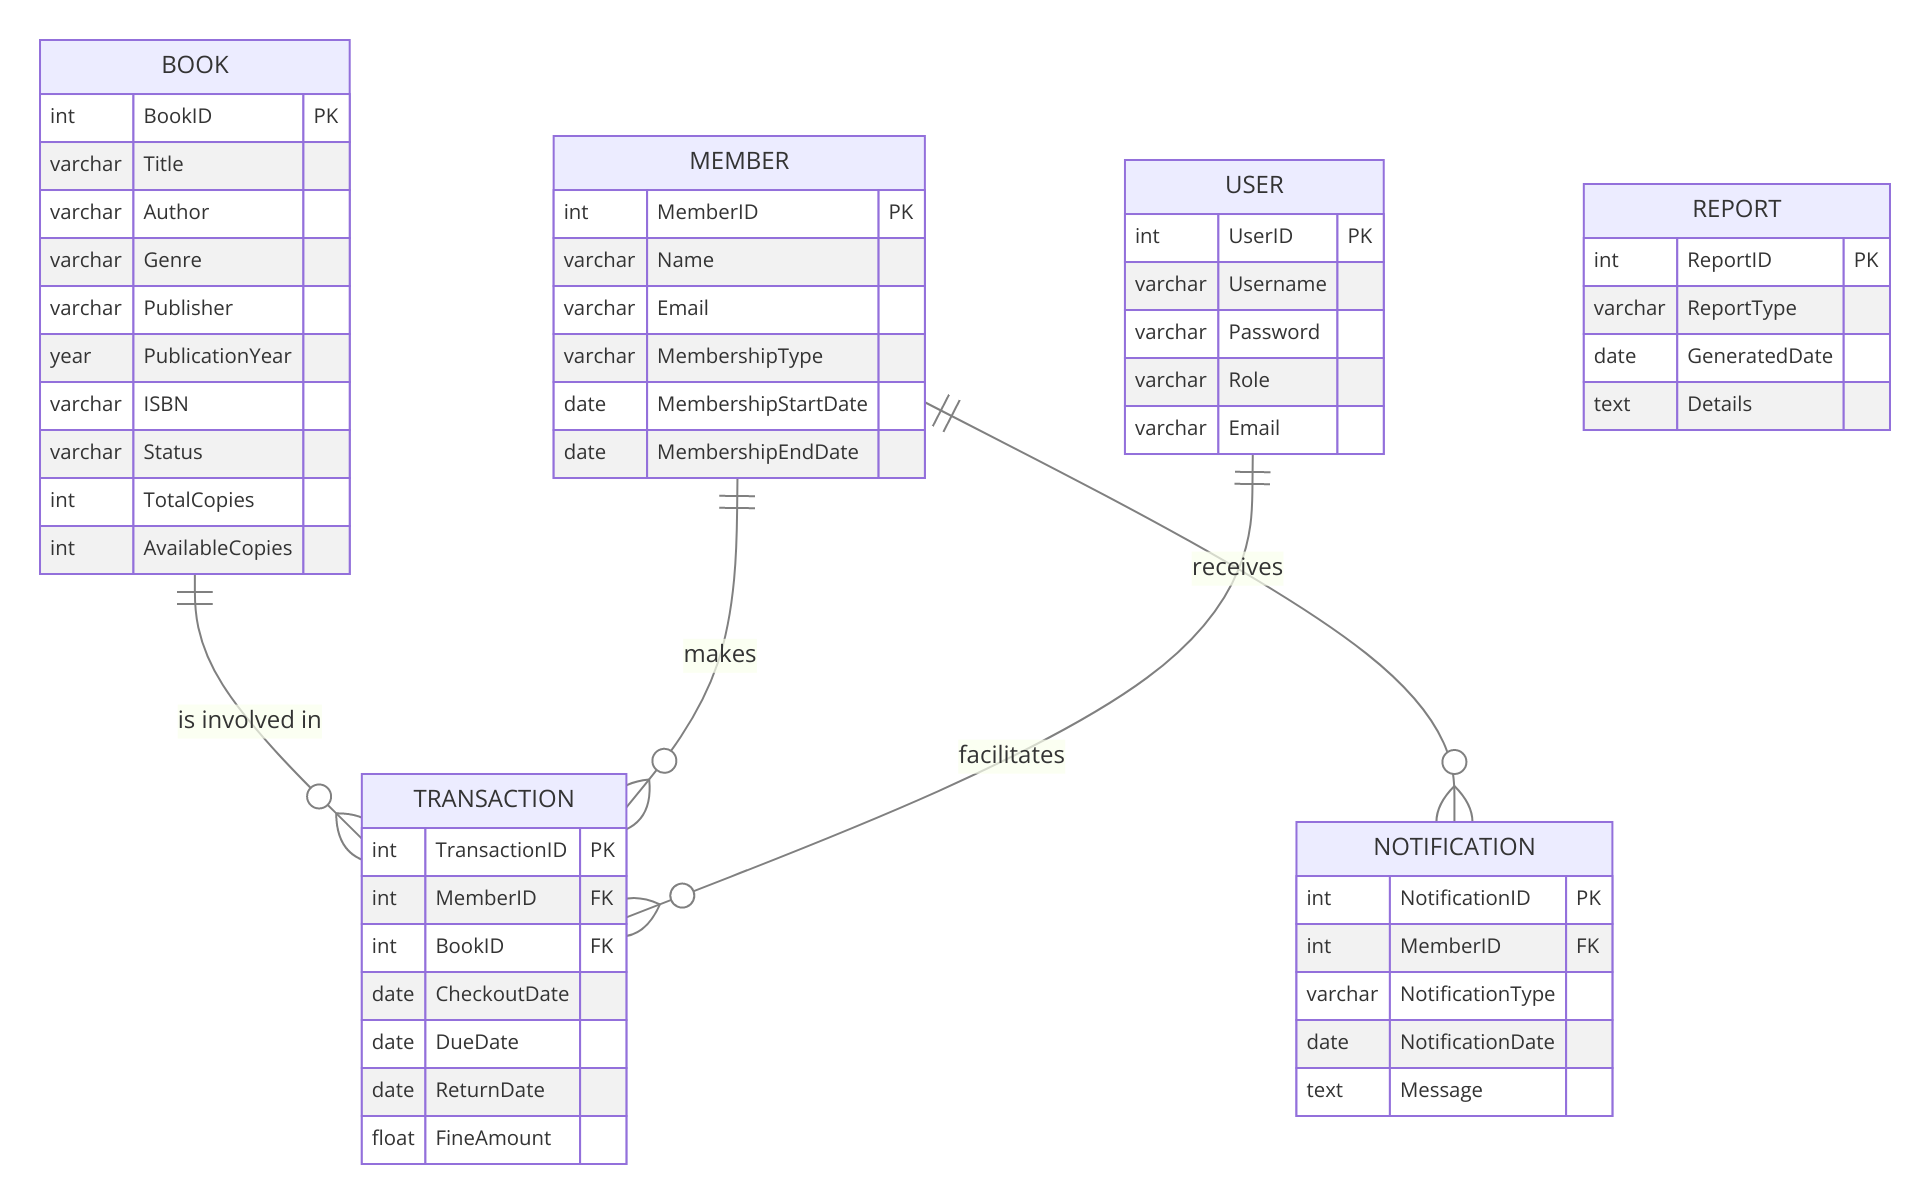 BOOK
int BookID PK
varchar Title
varchar Author
varchar Genre
varchar Publisher
year PublicationYear
varchar ISBN
varchar Status
int TotalCopies
int AvailableCopies
MEMBER
int MemberID PK
varchar Name
varchar Email
varchar MembershipType
date MembershipStartDate
date MembershipEndDate
USER
int UserID PK
varchar Username
varchar Password
varchar Role
varchar Email
REPORT
int ReportID PK
varchar ReportType
date GeneratedDate
text Details
receives
makes
is involved in
facilitates
TRANSACTION
int TransactionID PK
int MemberID FK
int BookID FK
date CheckoutDate
date DueDate
date ReturnDate
float FineAmount
NOTIFICATION
int NotificationID PK
int MemberID FK
varchar NotificationType
date NotificationDate
text Message